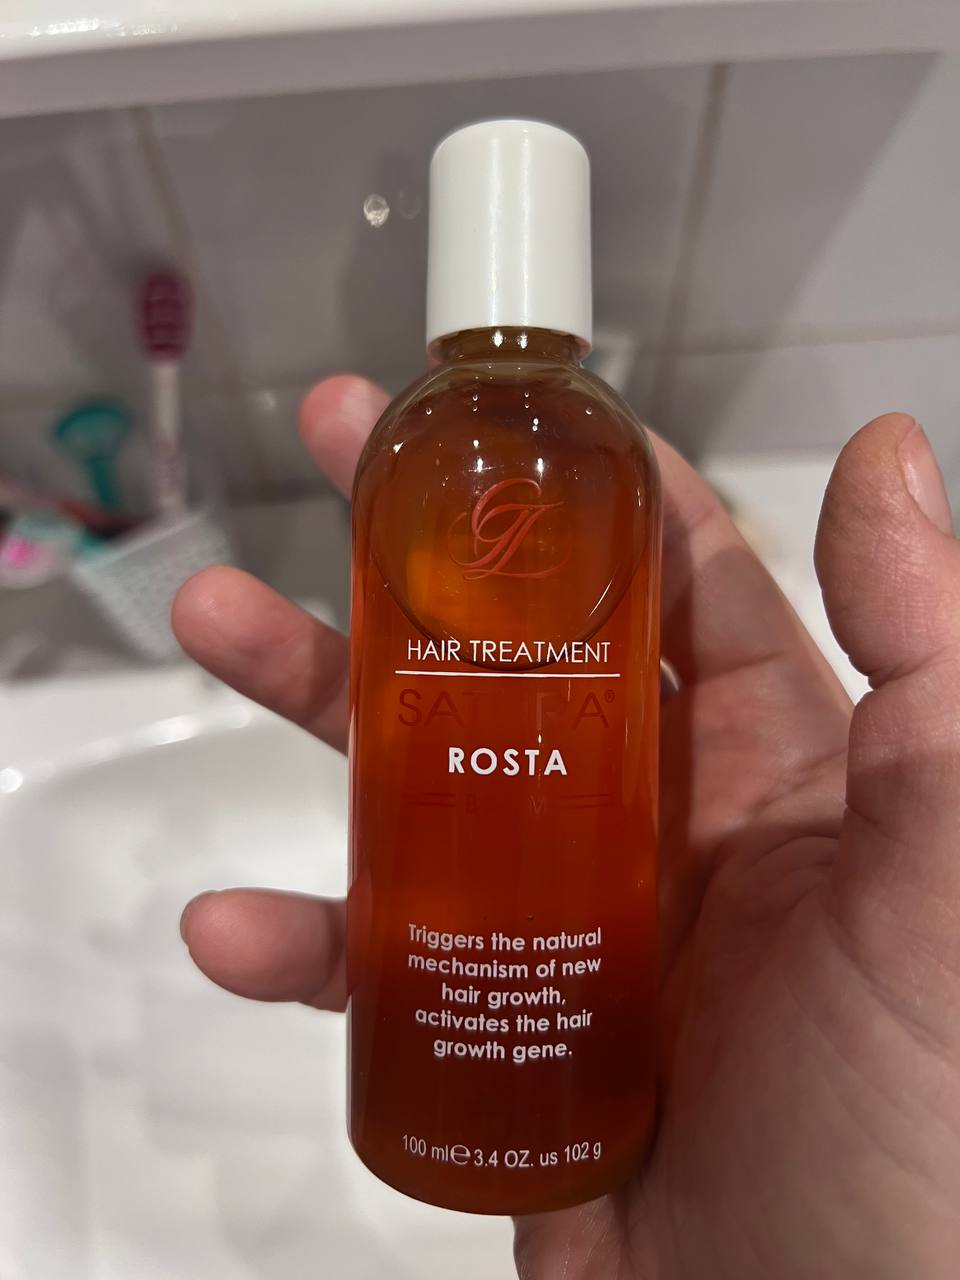 HAIR TREATMENT
ROSTA
Triggers the natural
mechanism of new
hair growth,
activates the hair
growth gene.
100 ml℮3.4 OZ. us 102 g